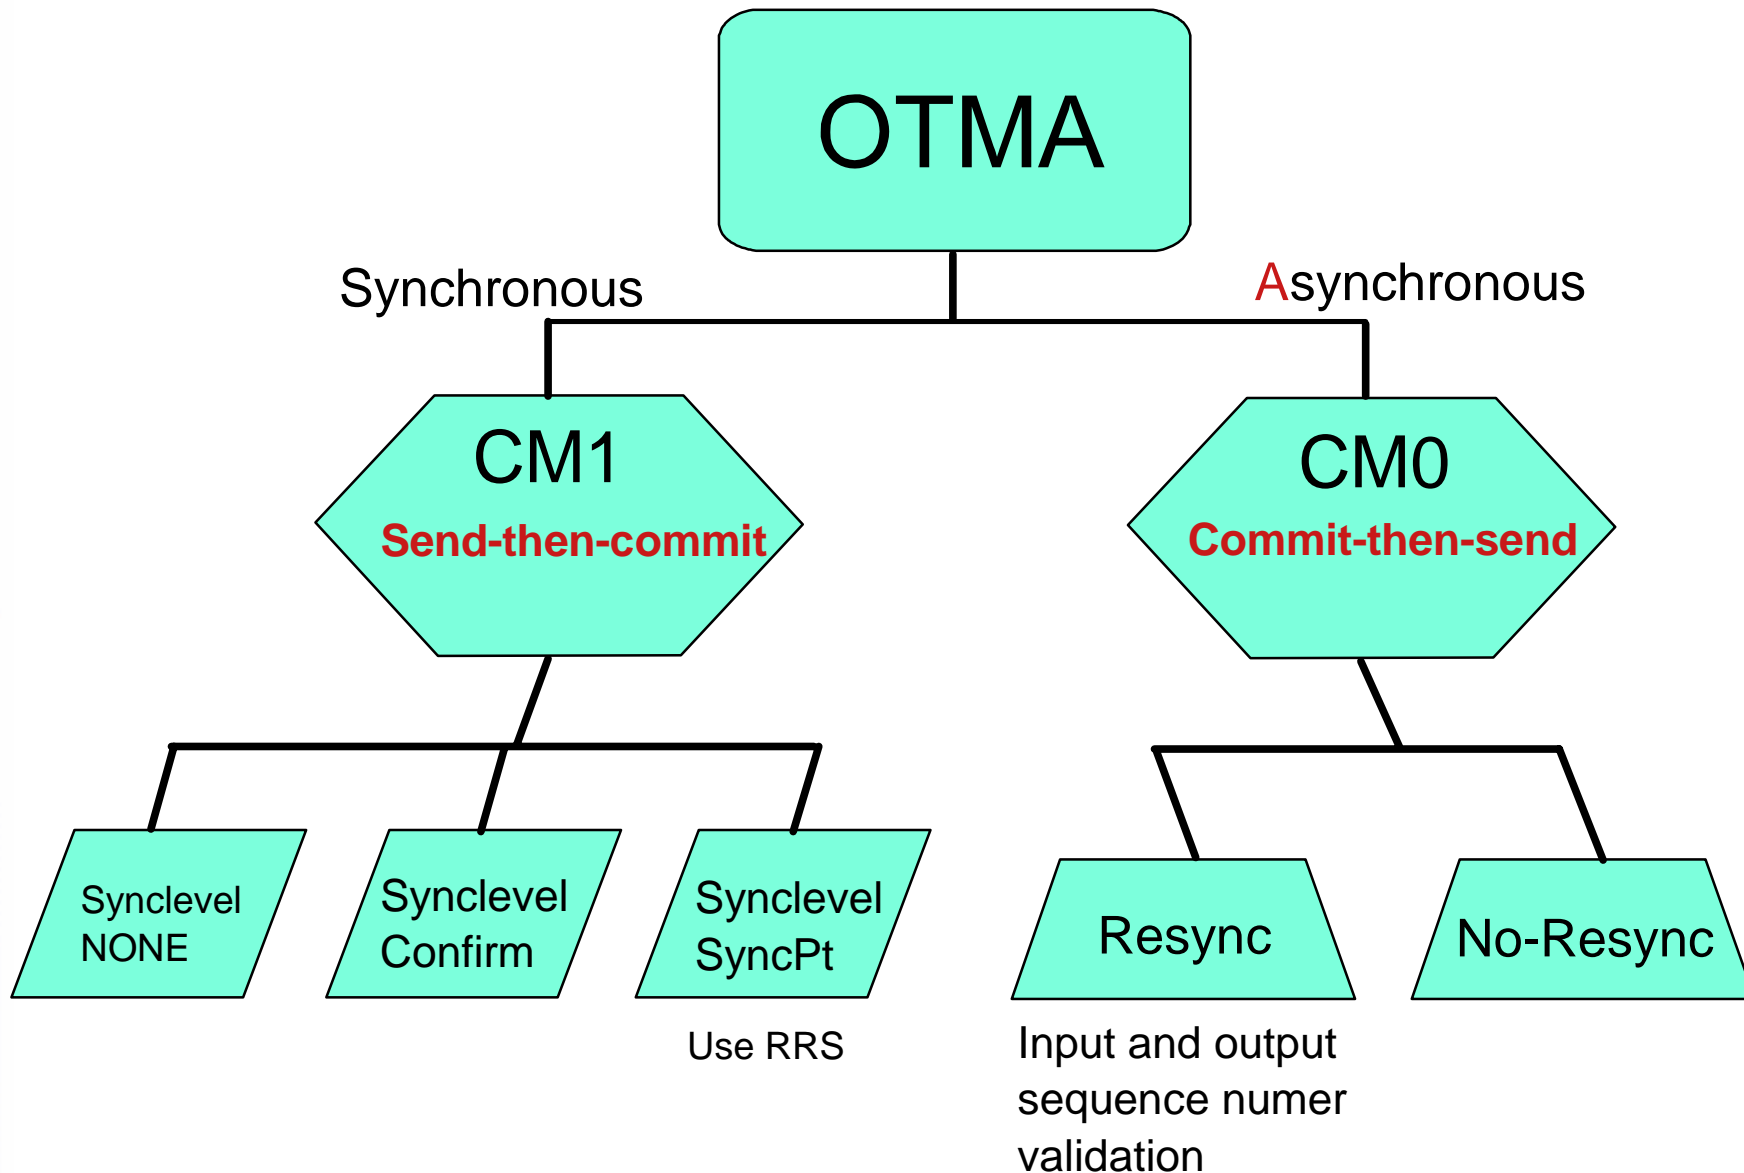 OTMA
Synchronous
Asynchronous
CM1
Send-then-commit
CM0
Commit-then-send
Synclevel
NONE
Synclevel
Confirm
Synclevel
SyncPt
Resync
No-Resync
Use RRS
Input and output
sequence numer
validation